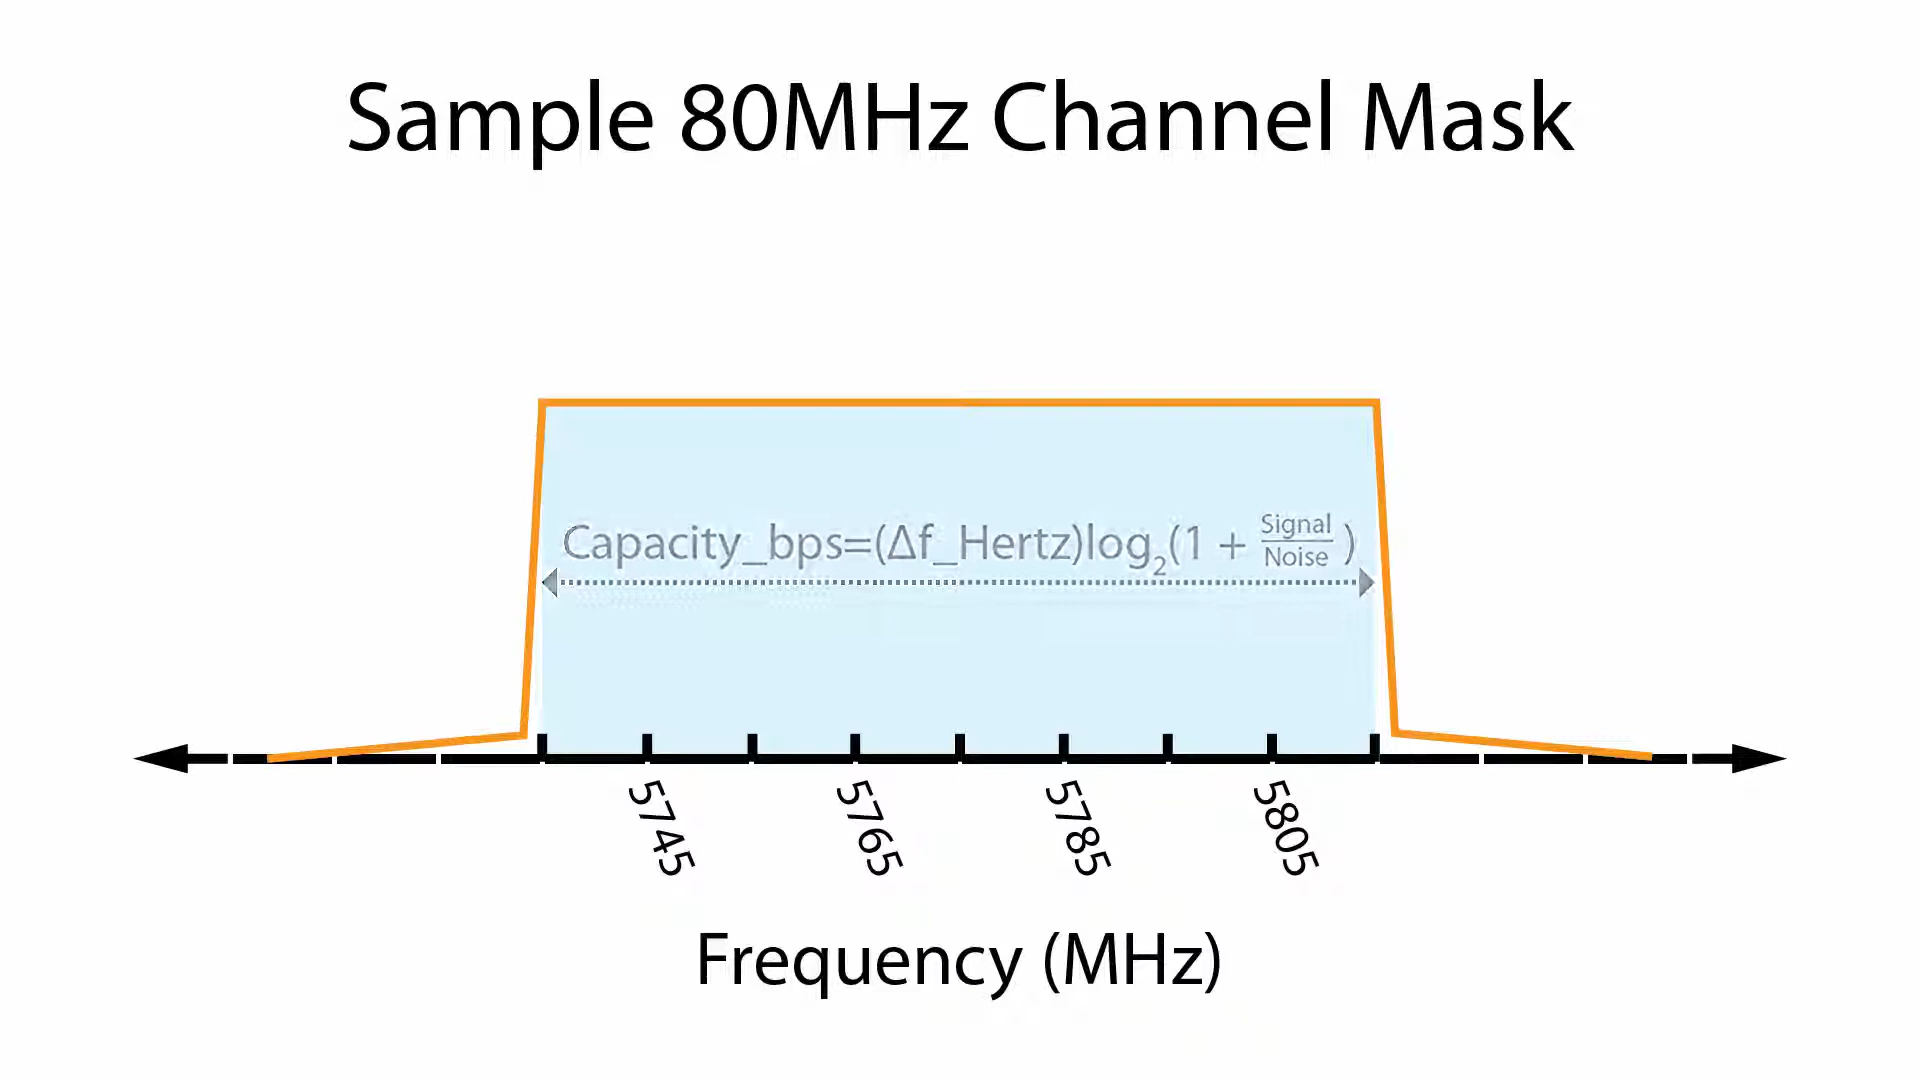 Sample 80MHz Channel Mask
Capacity_bps=(Δf_Hertz)log₂(1 + Signal/Noise )
5745 5765 5785 5805
Frequency (MHz)